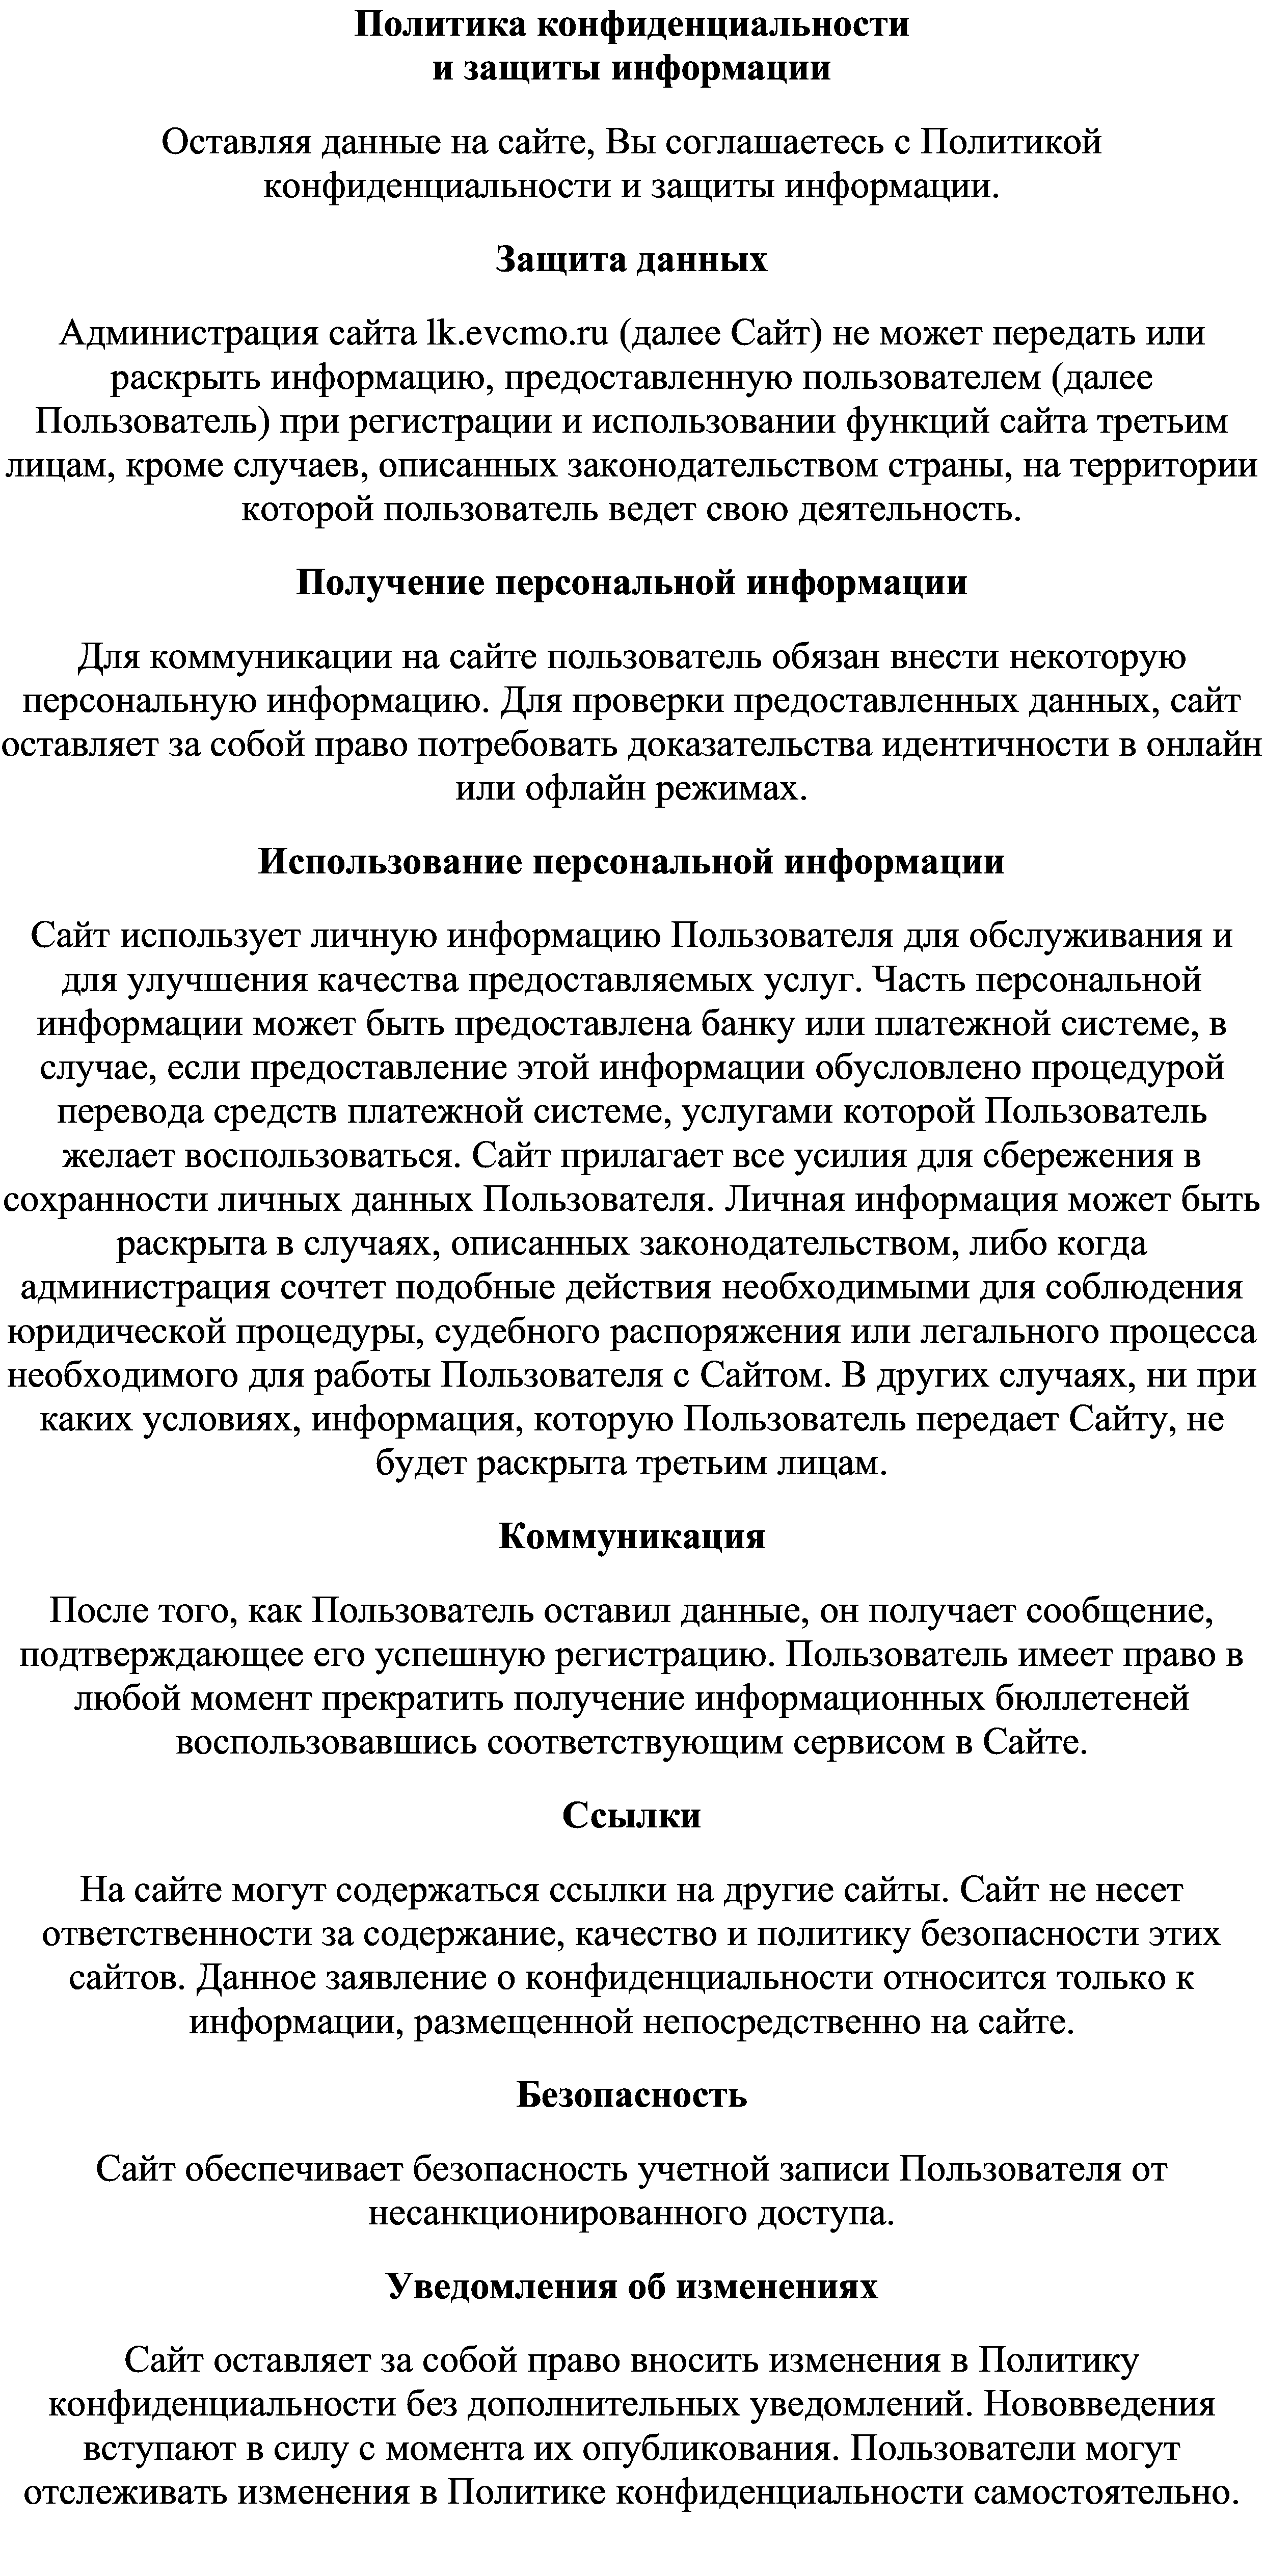 Политика конфиденциальности
и защиты информации
Оставляя данные на сайте, Вы соглашаетесь с Политикой
конфиденциальности и защиты информации.
Защита данных
Администрация сайта lk.evcmo.ru (далее Сайт) не может передать или
раскрыть информацию, предоставленную пользователем (далее
Пользователь) при регистрации и использовании функций сайта третьим
лицам, кроме случаев, описанных законодательством страны, на территории
которой пользователь ведет свою деятельность.
Получение персональной информации
Для коммуникации на сайте пользователь обязан внести некоторую
персональную информацию. Для проверки предоставленных данных, сайт
оставляет за собой право потребовать доказательства идентичности в онлайн
или офлайн режимах.
Использование персональной информации
Сайт использует личную информацию Пользователя для обслуживания и
для улучшения качества предоставляемых услуг. Часть персональной
информации может быть предоставлена банку или платежной системе, в
случае, если предоставление этой информации обусловлено процедурой
перевода средств платежной системе, услугами которой Пользователь
желает воспользоваться. Сайт прилагает все усилия для сбережения в
сохранности личных данных Пользователя. Личная информация может быть
раскрыта в случаях, описанных законодательством, либо когда
администрация сочтет подобные действия необходимыми для соблюдения
юридической процедуры, судебного распоряжения или легального процесса
необходимого для работы Пользователя с Сайтом. В других случаях, ни при
каких условиях, информация, которую Пользователь передает Сайту, не
будет раскрыта третьим лицам.
Коммуникация
После того, как Пользователь оставил данные, он получает сообщение,
подтверждающее его успешную регистрацию. Пользователь имеет право в
любой момент прекратить получение информационных бюллетеней
воспользовавшись соответствующим сервисом в Сайте.
Ссылки
На сайте могут содержаться ссылки на другие сайты. Сайт не несет
ответственности за содержание, качество и политику безопасности этих
сайтов. Данное заявление о конфиденциальности относится только к
информации, размещенной непосредственно на сайте.
Безопасность
Сайт обеспечивает безопасность учетной записи Пользователя от
несанкционированного доступа.
Уведомления об изменениях
Сайт оставляет за собой право вносить изменения в Политику
конфиденциальности без дополнительных уведомлений. Нововведения
вступают в силу с момента их опубликования. Пользователи могут
отслеживать изменения в Политике конфиденциальности самостоятельно.